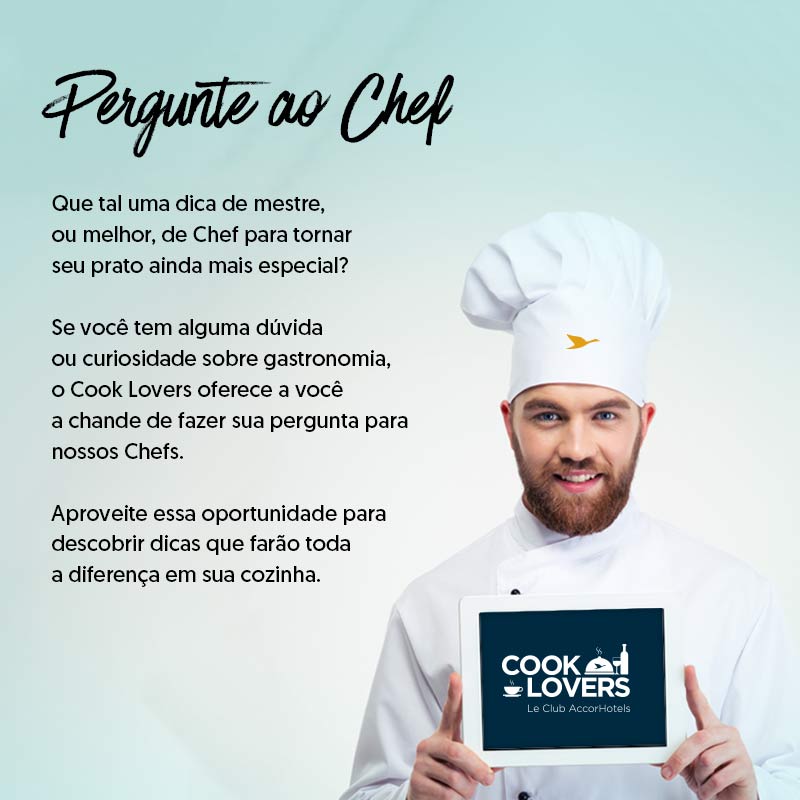 Pergunte ao Chef
Que tal uma dica de mestre,
ou melhor, de Chef para tornar
seu prato ainda mais especial?
Se você tem alguma dúvida
ou curiosidade sobre gastronomia,
o Cook Lovers oferece a você
a chande de fazer sua pergunta para
nossos Chefs.
Aproveite essa oportunidade para
descobrir dicas que farão toda
a diferença em sua cozinha.
COOK
LOVERS
Le Club AccorHotels